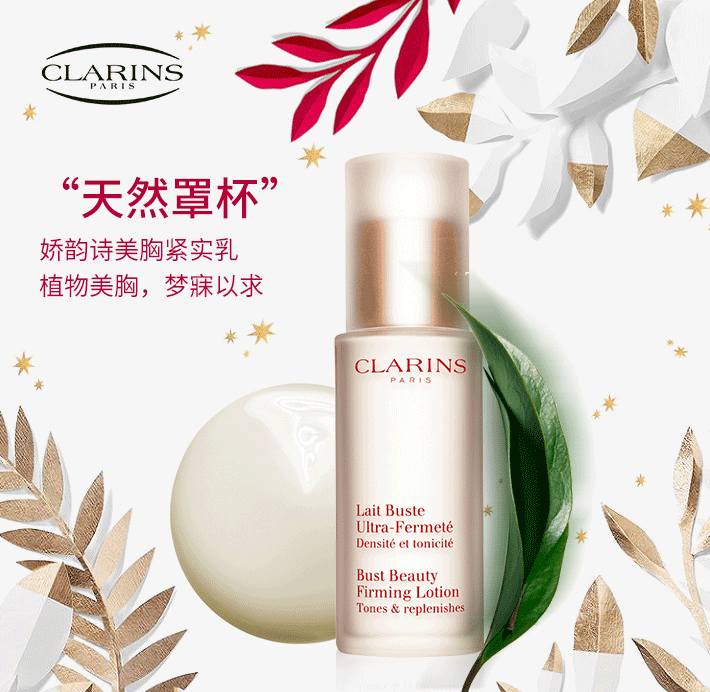 CLARINS
PARIS
“天然罩杯”
娇韵诗美胸紧实乳
植物美胸，梦寐以求
CLARINS
PARIS
Lait Buste
Ultra-Fermeté
Densité et tonicité
Bust Beauty
Firming Lotion
Tones & replenishes